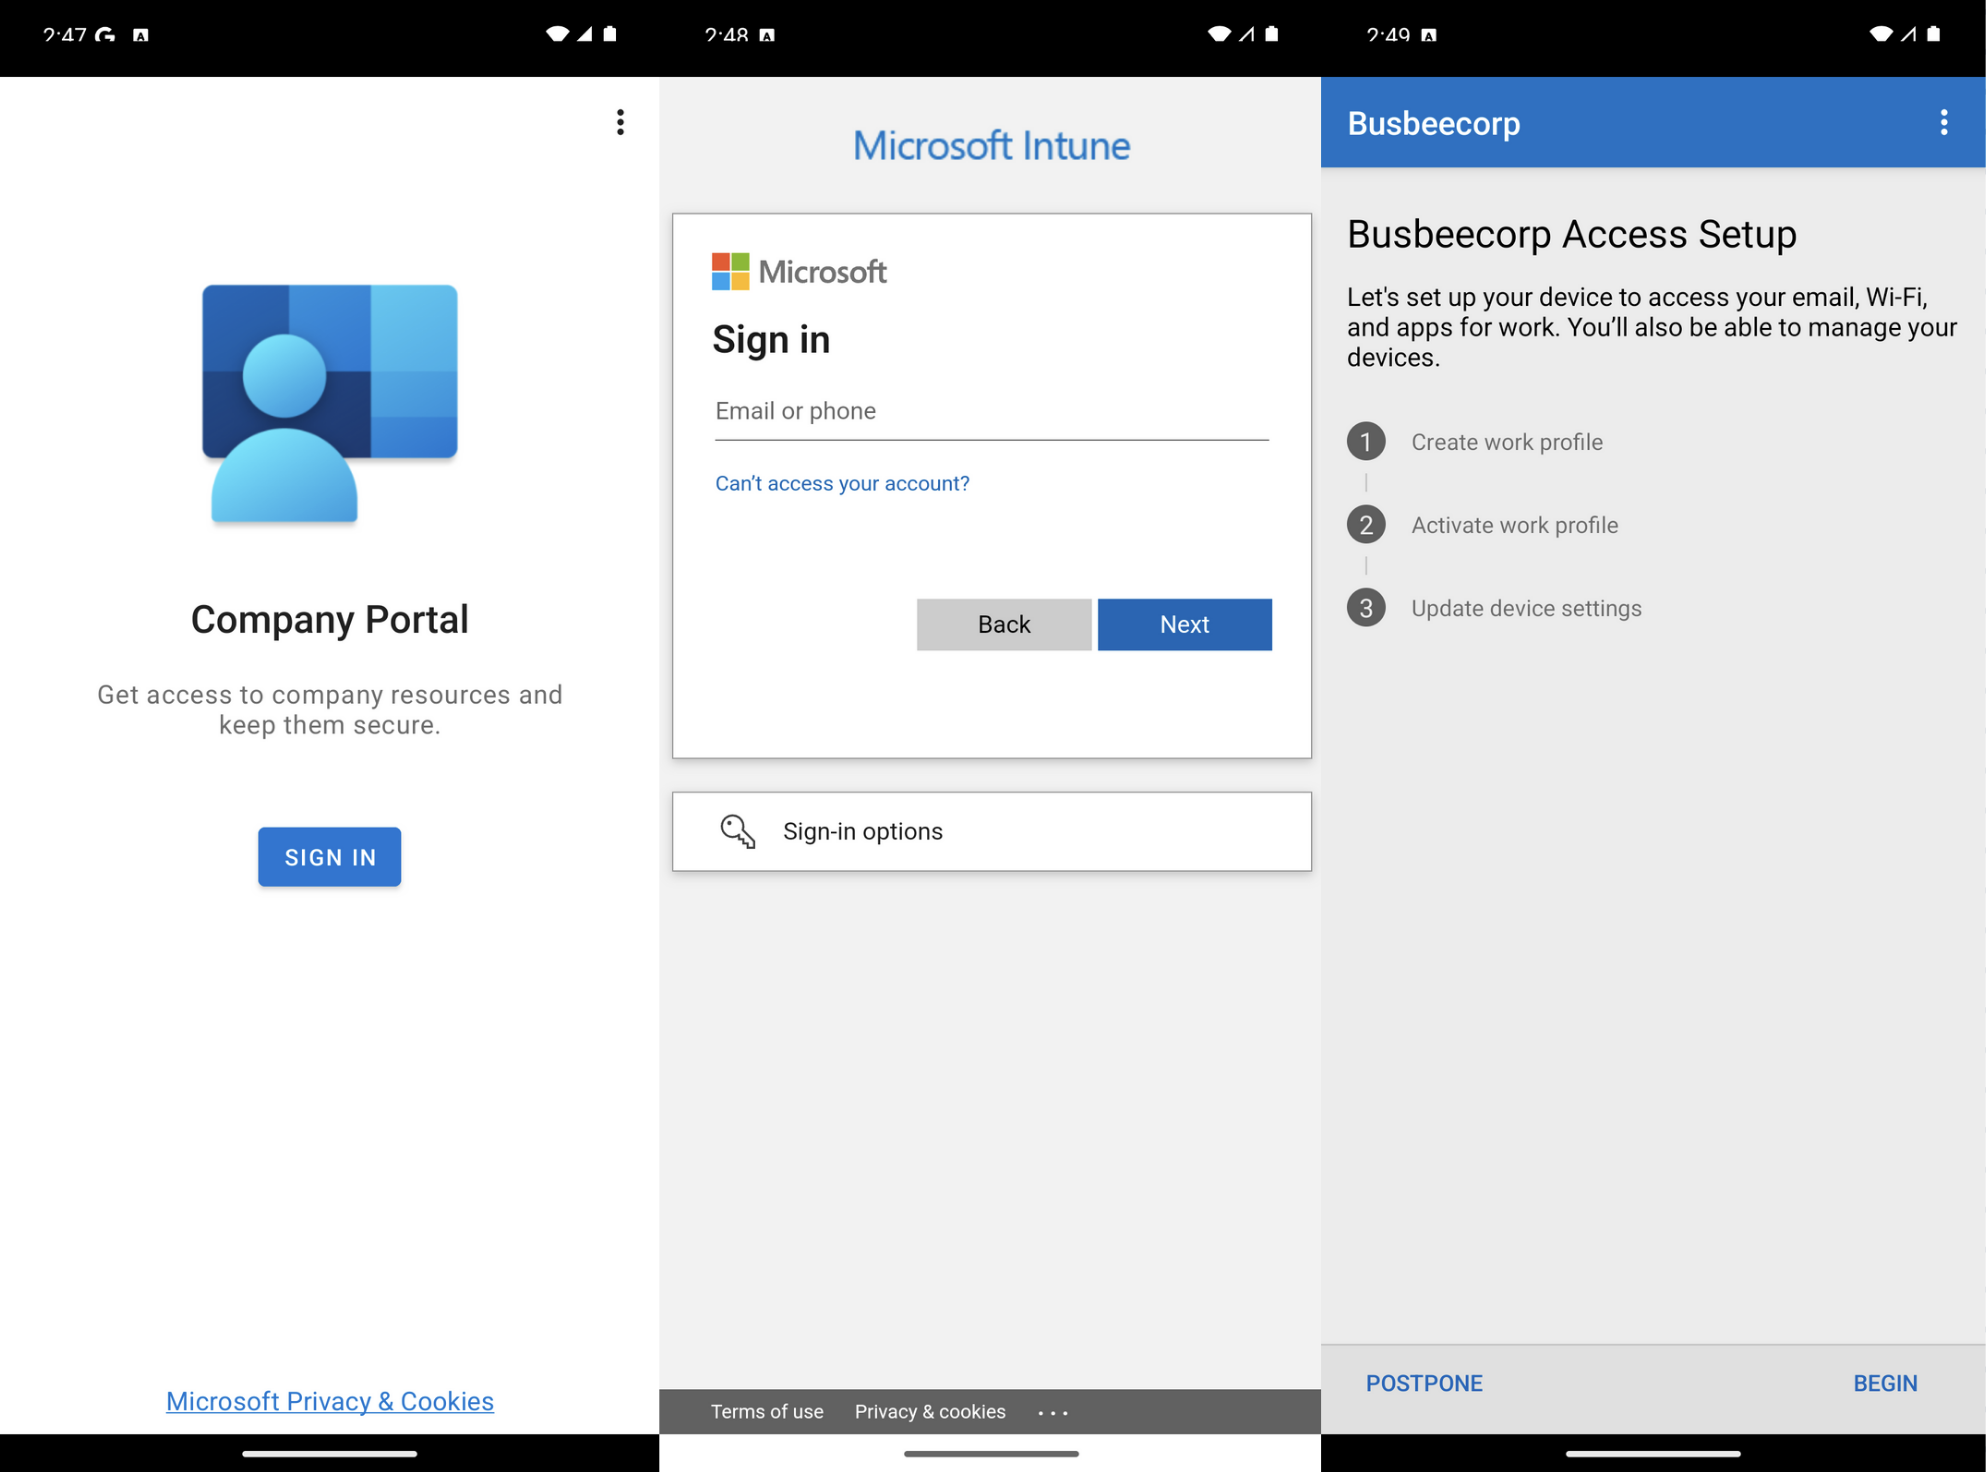 2:47
Company Portal
Get access to company resources and
keep them secure.
SIGN IN
Microsoft Privacy & Cookies
2:48
Microsoft Intune
Microsoft
Sign in
Email or phone
Can't access your account?
Back
Next
Sign-in options
Terms of use
Privacy & cookies
...
2:49
Busbeecorp
Busbeecorp Access Setup
Let's set up your device to access your email, Wi-Fi,
and apps for work. You’ll also be able to manage your
devices.
1 Create work profile
2 Activate work profile
3 Update device settings
POSTPONE
BEGIN